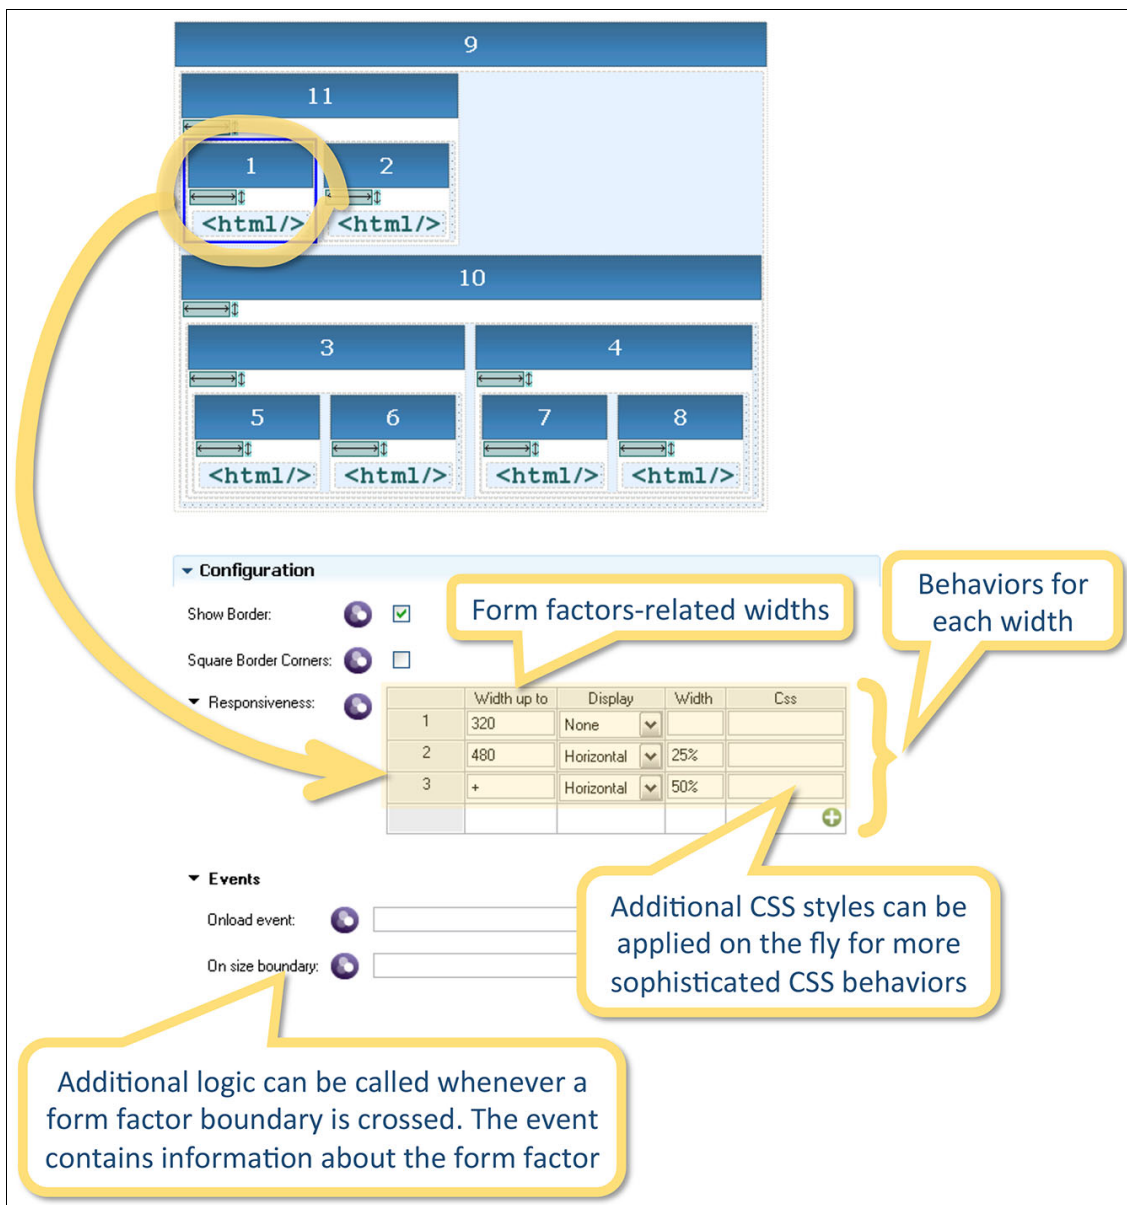 9
11
1 2
<html/> <html/>
10
3 4
5 6 7 8
<html/> <html/> <html/> <html/>
Configuration
Show Border:
Form factors-related widths
Behaviors for
each width
Square Border Corners:
Responsiveness:
Width up to Display Width Css
1 320 None
2 480 Horizontal 25%
3 + Horizontal 50%
Events
Onload event:
On size boundary:
Additional CSS styles can be
applied on the fly for more
sophisticated CSS behaviors
Additional logic can be called whenever a
form factor boundary is crossed. The event
contains information about the form factor